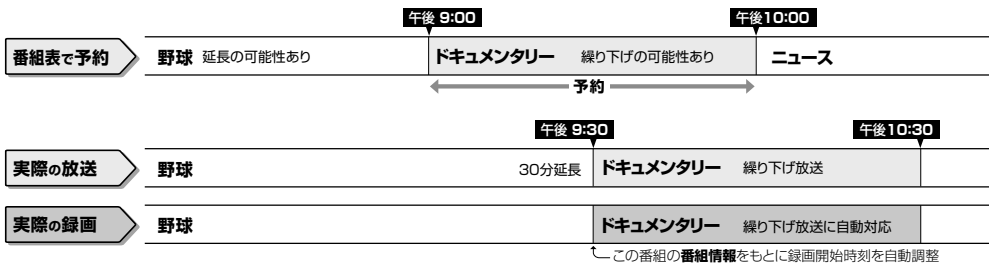 午後 9:00 午後10:00
番組表で予約 野球 延長の可能性あり ドキュメンタリー 繰り下げの可能性あり ニュース
予約
午後 9:30 午後10:30
実際の放送 野球 30分延長 ドキュメンタリー 繰り下げ放送
実際の録画 野球 ドキュメンタリー 繰り下げ放送に自動対応
この番組の番組情報をもとに録画開始時刻を自動調整